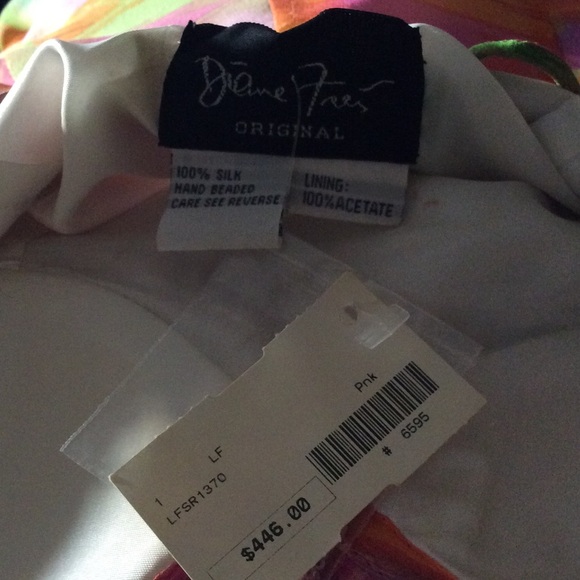 Diane Freis
ORIGINAL
100% SILK
HAND BEADED
CARE SEE REVERSE
LINING:
100% ACETATE
Pnk
# 6595
1 LF
LFSR1370
$446.00